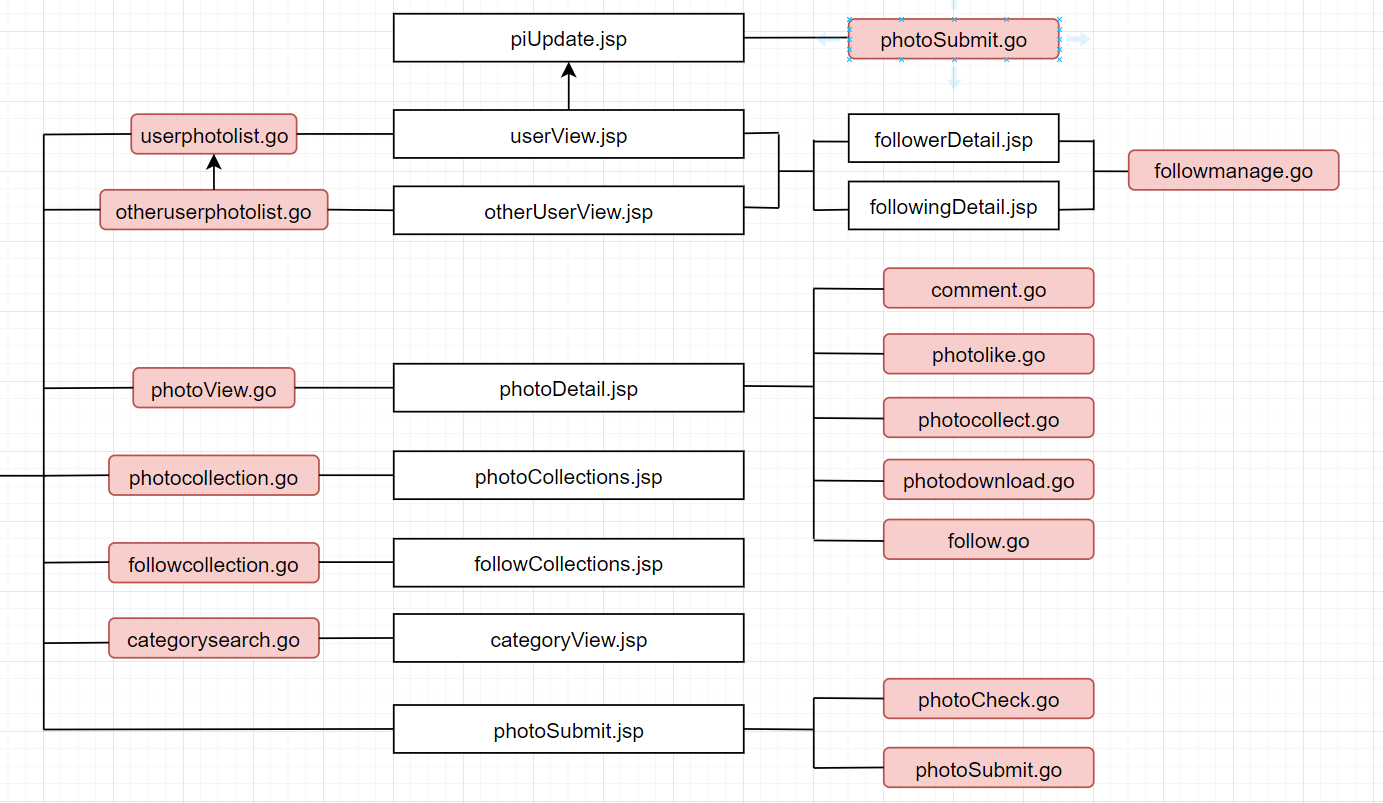 piUpdate.jsp
photoSubmit.go
userphotolist.go
userView.jsp
followerDetail.jsp
followmanage.go
otheruserphotolist.go
otherUserView.jsp
followingDetail.jsp
comment.go
photolike.go
photoView.go
photoDetail.jsp
photocollect.go
photocollection.go
photoCollections.jsp
photodownload.go
follow.go
followcollection.go
followCollections.jsp
categorysearch.go
categoryView.jsp
photoCheck.go
photoSubmit.jsp
photoSubmit.go